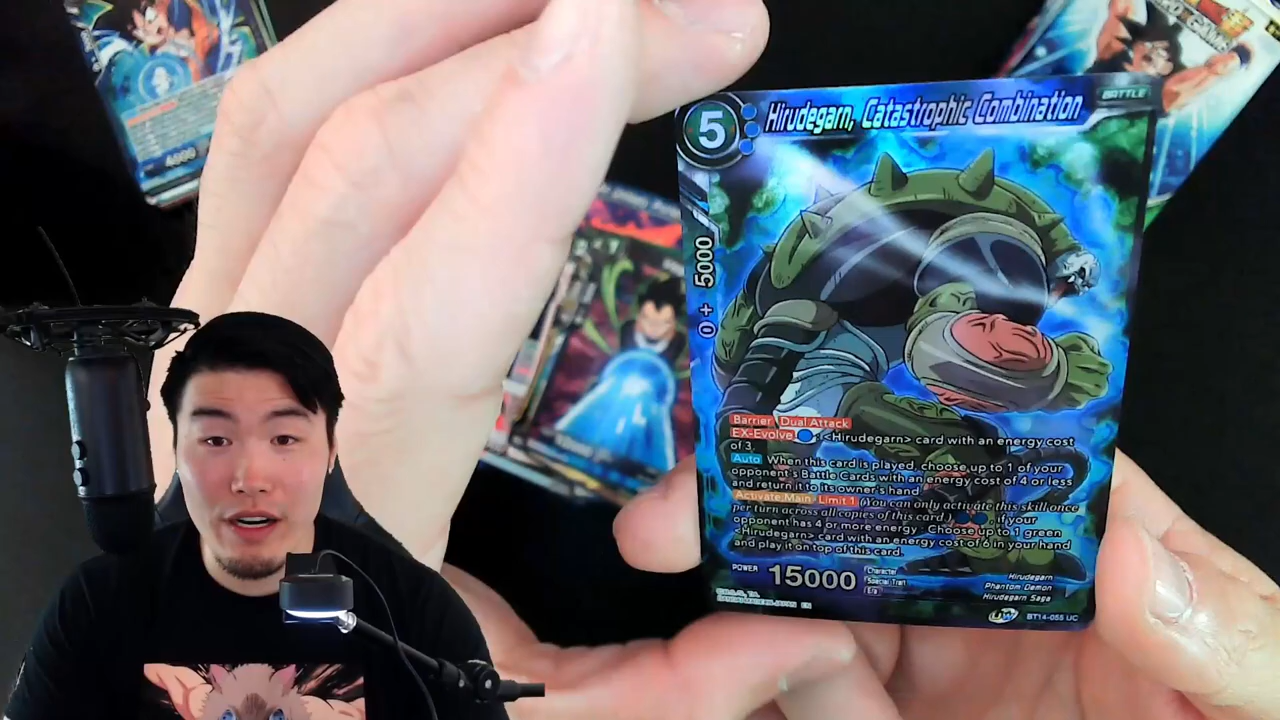 BATTLE
5
Hirudegarn, Catastrophic Combination
0 + 5000
Barrier Dual Attack
EX-Evolve : <Hirudegarn> card with an energy cost
of 3.
Auto When this card is played, choose up to 1 of your
opponent's Battle Cards with an energy cost of 4 or less
and return it to its owner's hand.
Activate:Main Limit 1 (You can only activate this skill once
per turn across all copies of this card.) if your
opponent has 4 or more energy : Choose up to 1 green
<Hirudegarn> card with an energy cost of 6 in your hand
and play it on top of this card.
POWER 15000
Character Hirudegarn
Special Trait Phantom Demon
Era Hirudegarn Saga
UW BT14-055 UC